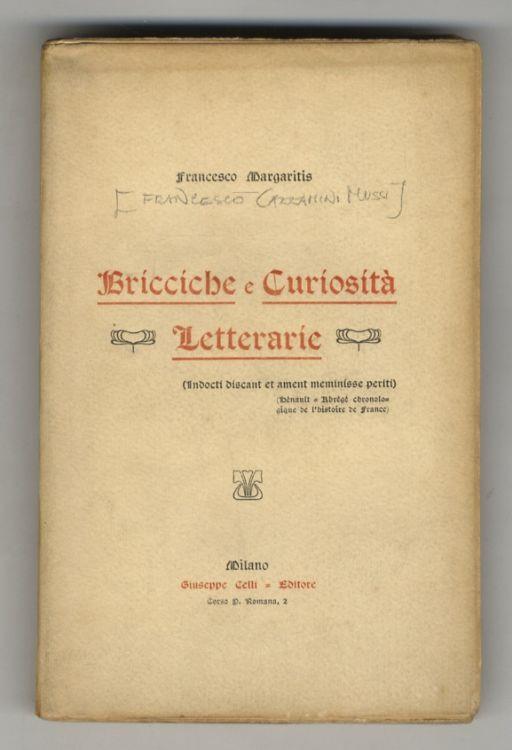 Francesco Margaritis
[FRANCESCO CAZZAMINI MUSSI]
Bricciche e Curiosità
Letterarie
(Indocti discant et ament meminisse periti)
(Hènault « Abrégé chronolo=
gique de l'histoire de France)
Milano
Giuseppe Celli = Editore
Corso P. Romana, 2